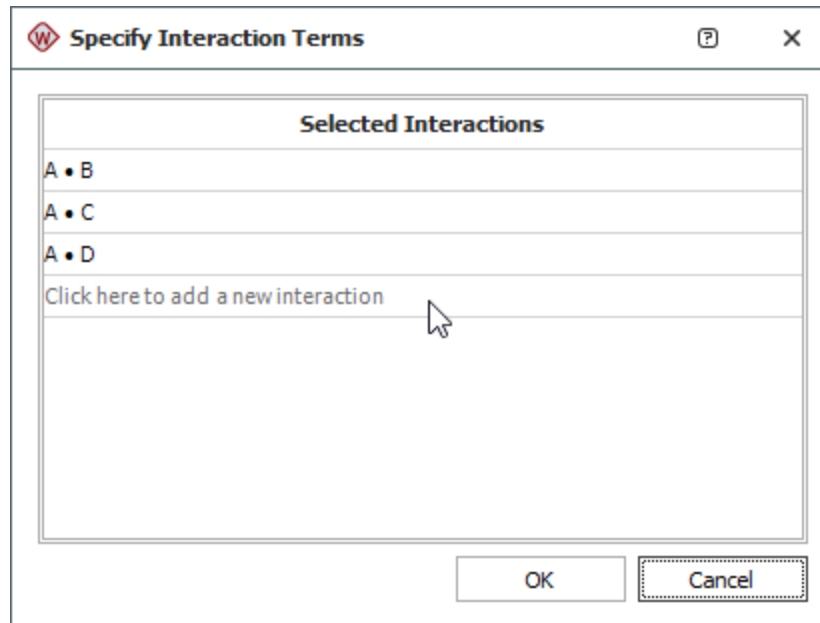 W Specify Interaction Terms ?
Selected Interactions
A • B
A • C
A • D
Click here to add a new interaction
OK Cancel